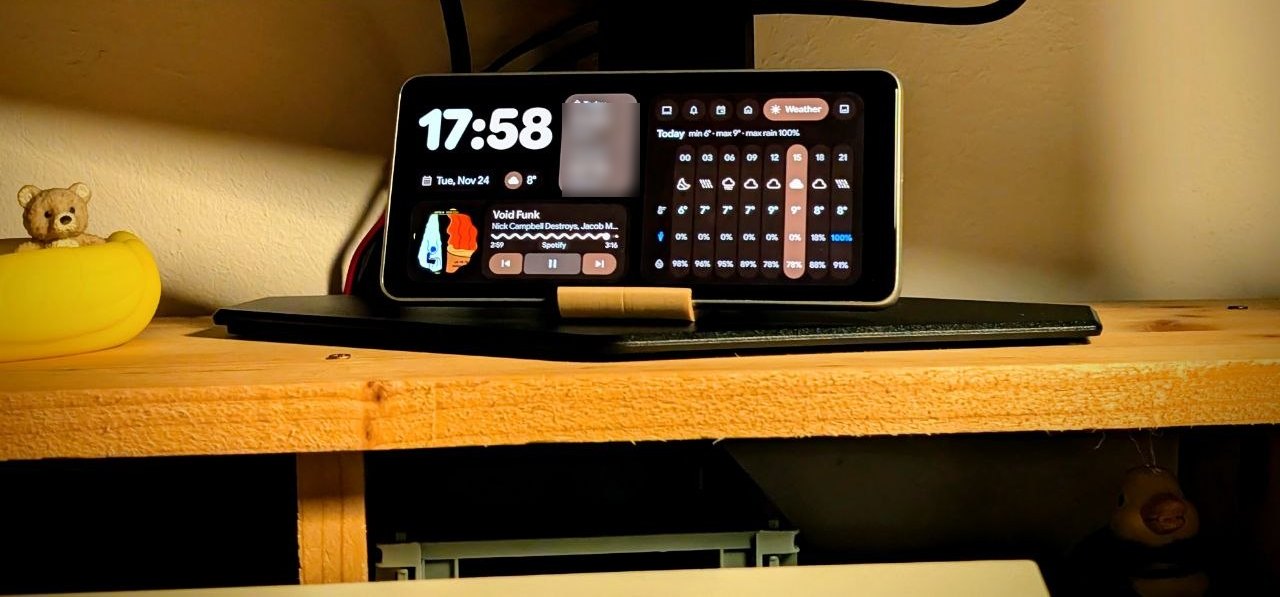 17:58
Tue, Nov 24
8°
Void Funk
Nick Campbell Destroys, Jacob M...
2:59
Spotify
3:16
Weather
Today min 6° · max 9° · max rain 100%
00 03 06 09 12 15 18 21
6° 7° 7° 7° 9° 9° 8° 8°
0% 0% 0% 0% 0% 0% 18% 100%
98% 96% 95% 89% 78% 78% 88% 91%